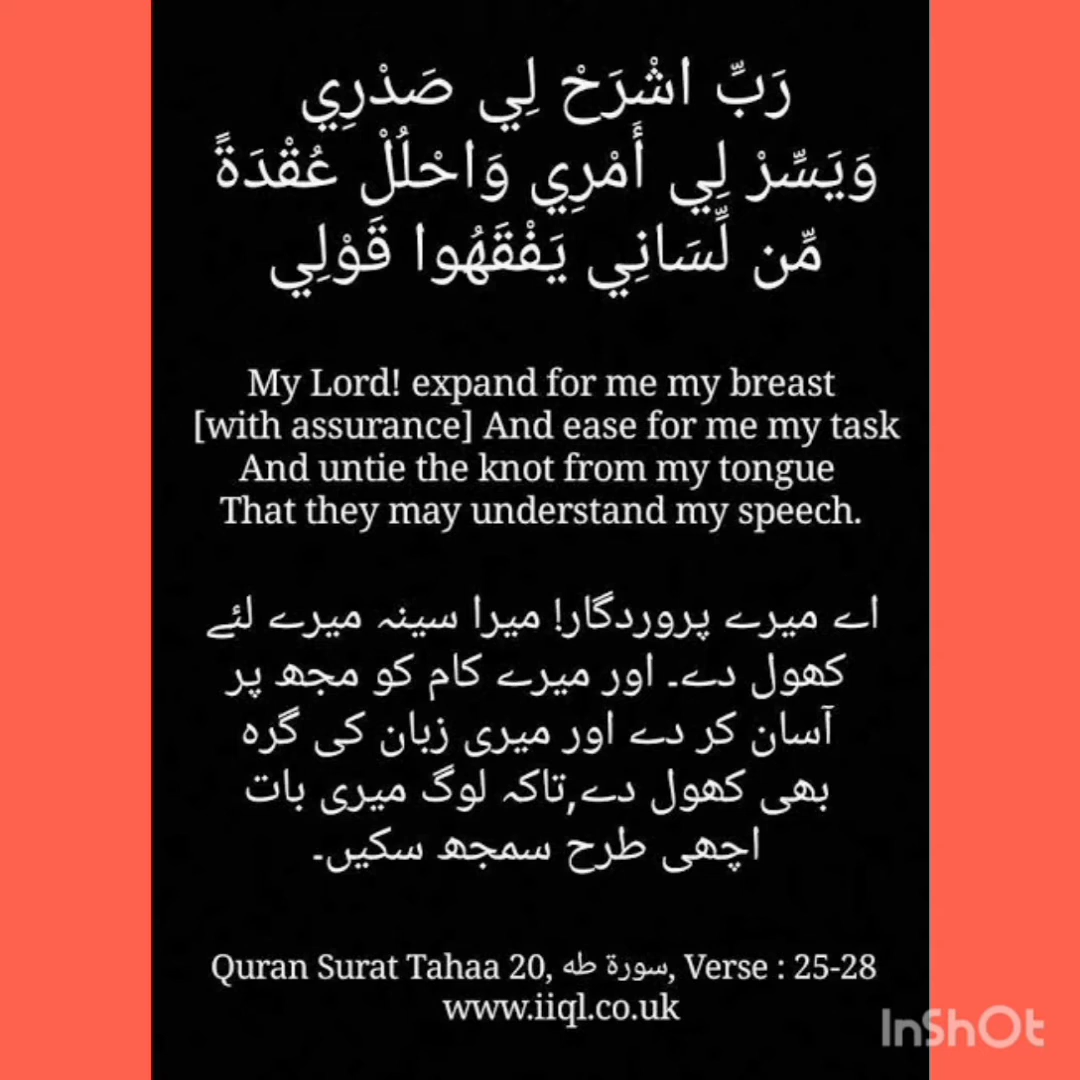 رَبِّ اشْرَحْ لِي صَدْرِي
وَيَسِّرْ لِي أَمْرِي وَاحْلُلْ عُقْدَةً
مِّن لِّسَانِي يَفْقَهُوا قَوْلِي
My Lord! expand for me my breast
[with assurance] And ease for me my task
And untie the knot from my tongue
That they may understand my speech.
اے میرے پروردگار! میرا سینہ میرے لئے
کھول دے۔ اور میرے کام کو مجھ پر
آسان کر دے اور میری زبان کی گرہ
بھی کھول دے,تاکہ لوگ میری بات
اچھی طرح سمجھ سکیں۔
Quran Surat Tahaa 20, سورة طه, Verse : 25-28
www.iiql.co.uk
InShOt